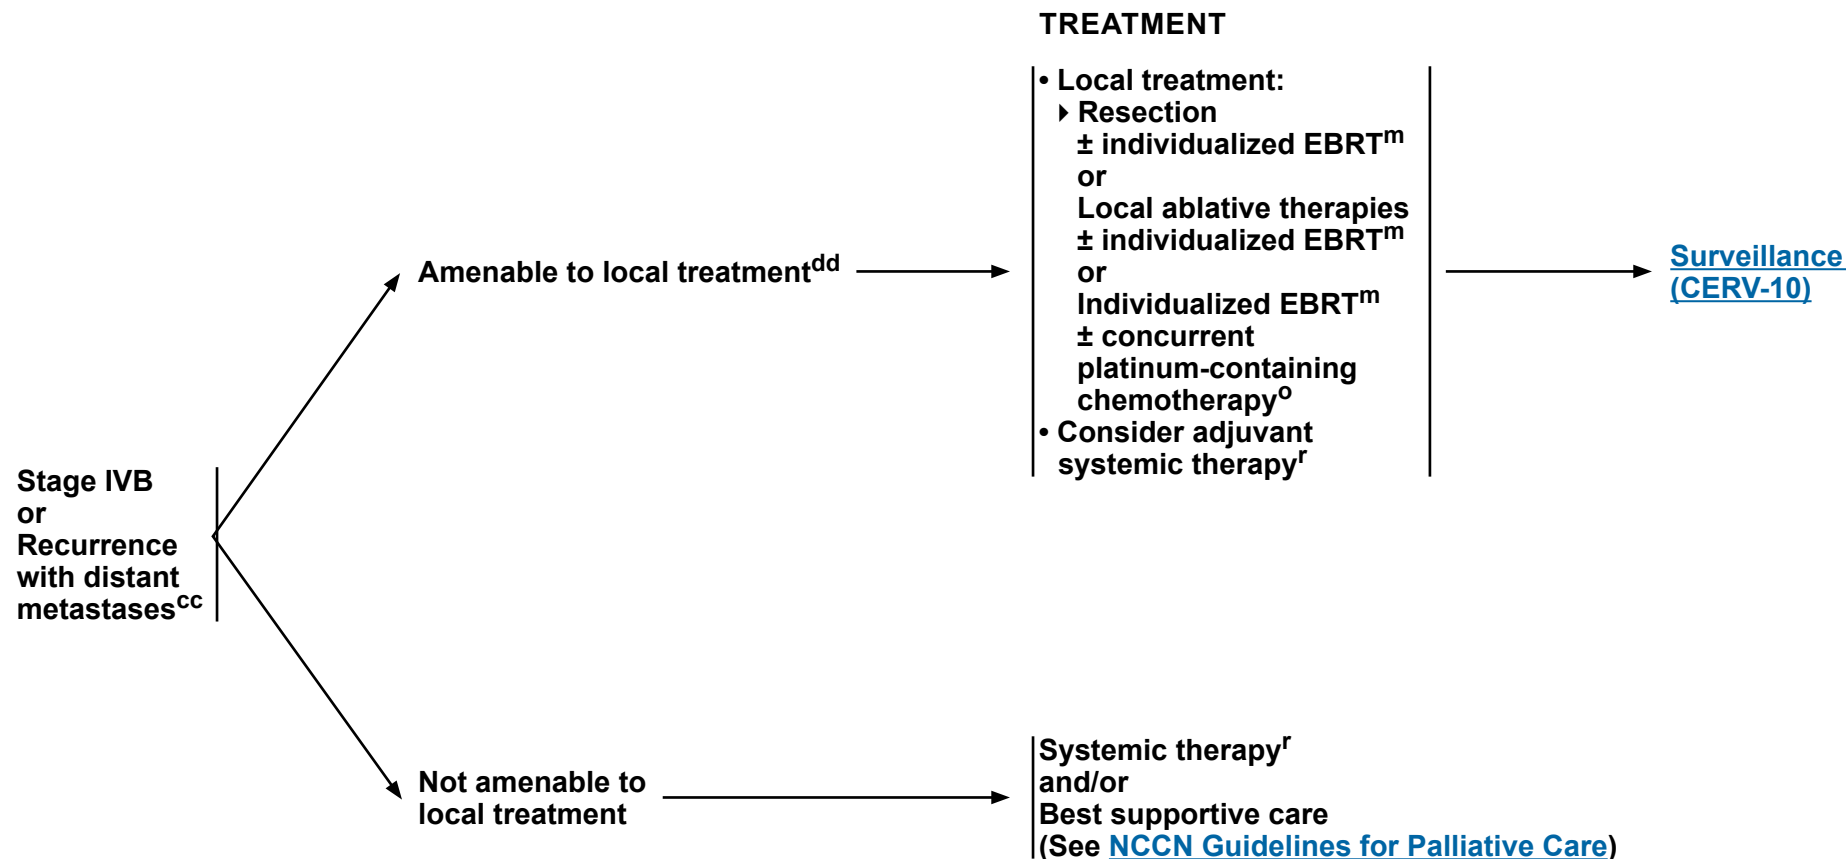 TREATMENT
• Local treatment:
▸ Resection
± individualized EBRTᵐ
or
Local ablative therapies
± individualized EBRTᵐ
or
Individualized EBRTᵐ
± concurrent
platinum-containing
chemotherapyᵒ
• Consider adjuvant
systemic therapyʳ
Amenable to local treatmentᵈᵈ
Surveillance
(CERV-10)
Stage IVB
or
Recurrence
with distant
metastasesᶜᶜ
Not amenable to
local treatment
Systemic therapyʳ
and/or
Best supportive care
(See NCCN Guidelines for Palliative Care)